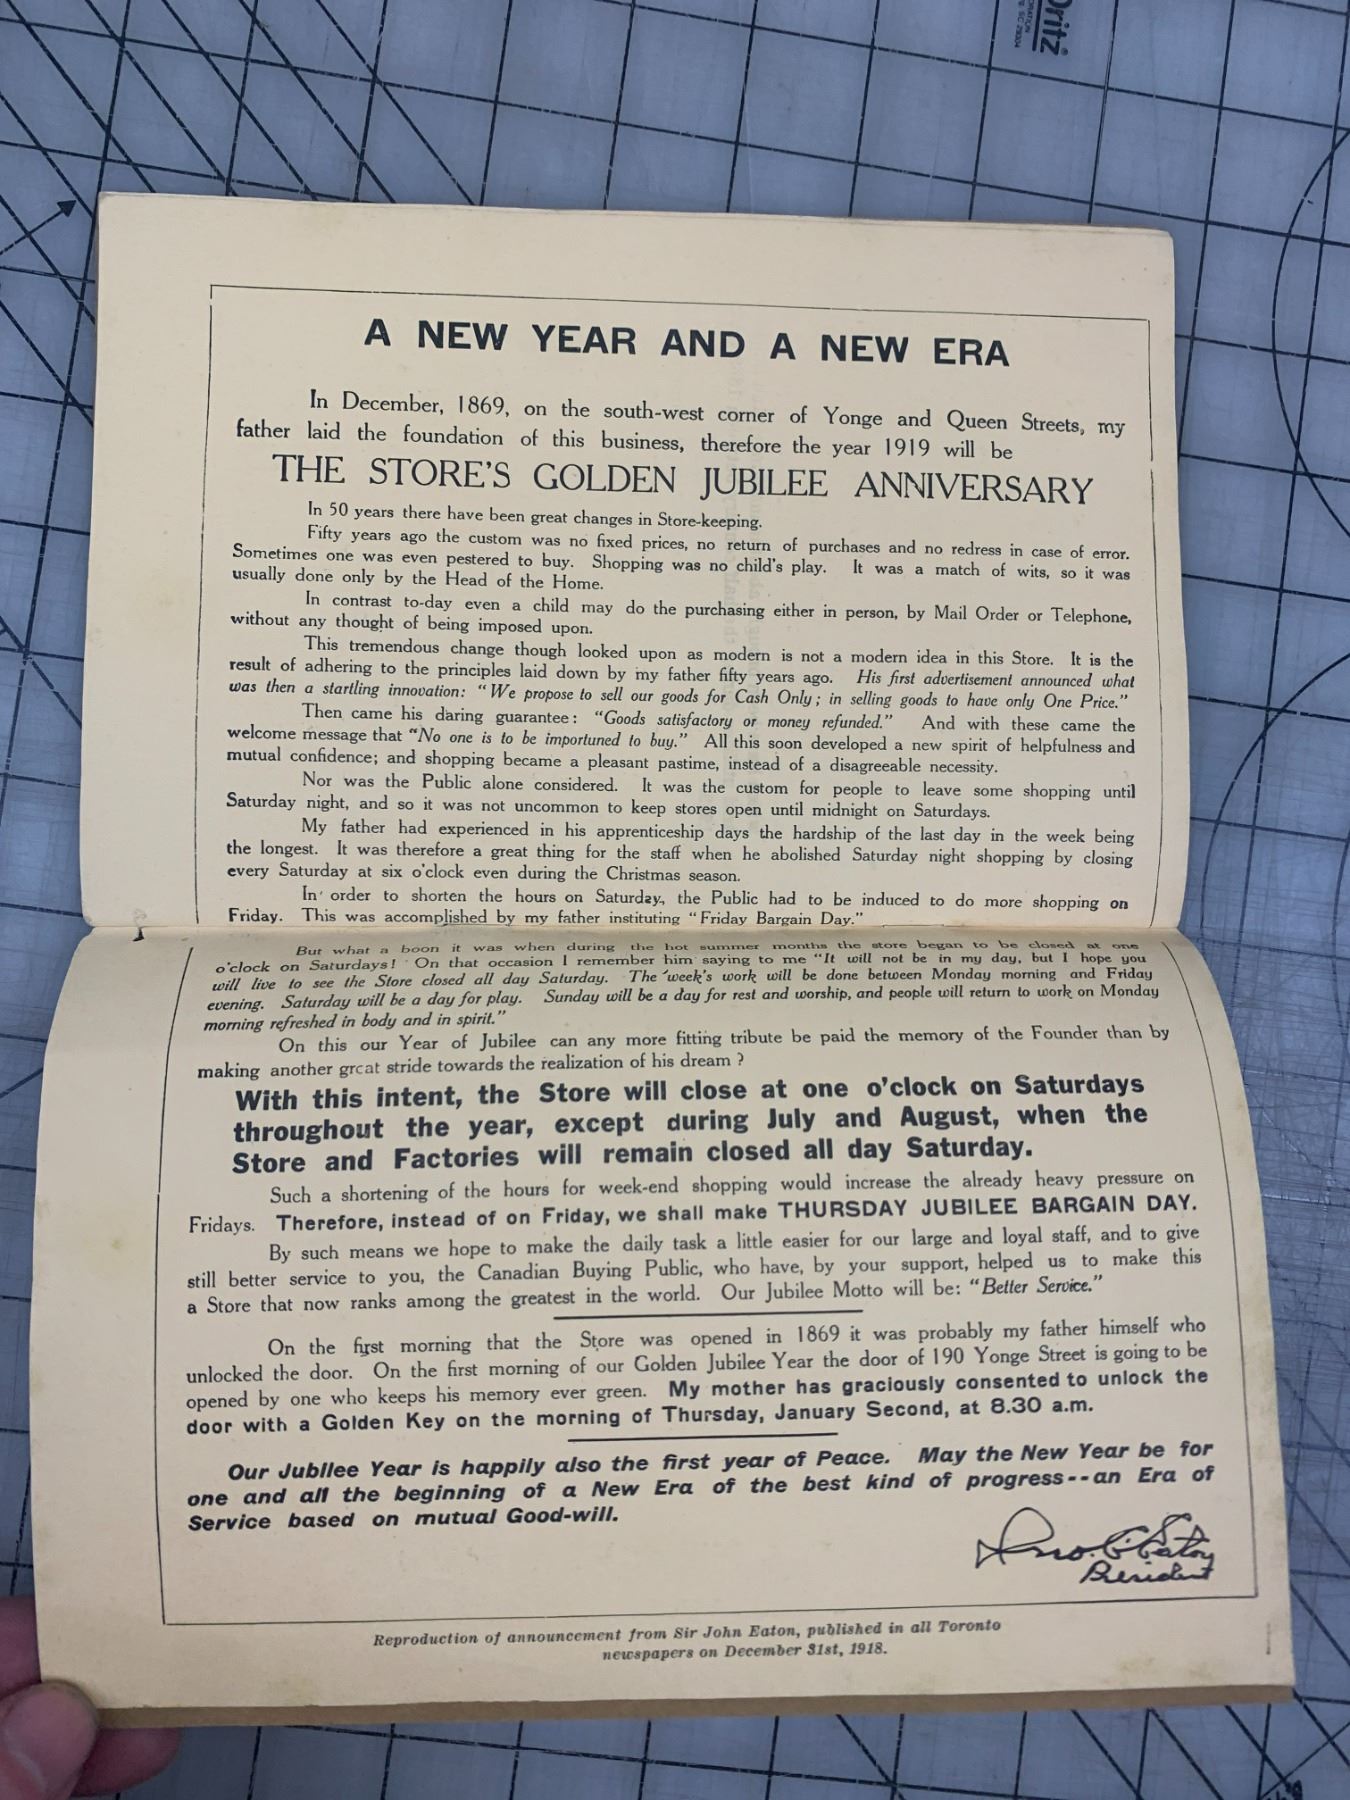 Dritz
A NEW YEAR AND A NEW ERA
In December, 1869, on the south-west corner of Yonge and Queen Streets, my
father laid the foundation of this business, therefore the year 1919 will be
THE STORE'S GOLDEN JUBILEE ANNIVERSARY
In 50 years there have been great changes in Store-keeping.
Fifty years ago the custom was no fixed prices, no return of purchases and no redress in case of error.
Sometimes one was even pestered to buy. Shopping was no child's play. It was a match of wits, so it was
usually done only by the Head of the Home.
In contrast to-day even a child may do the purchasing either in person, by Mail Order or Telephone,
without any thought of being imposed upon.
This tremendous change though looked upon as modern is not a modern idea in this Store. It is the
result of adhering to the principles laid down by my father fifty years ago. His first advertisement announced what
was then a startling innovation: "We propose to sell our goods for Cash Only; in selling goods to have only One Price."
Then came his daring guarantee: "Goods satisfactory or money refunded." And with these came the
welcome message that "No one is to be importuned to buy." All this soon developed a new spirit of helpfulness and
mutual confidence; and shopping became a pleasant pastime, instead of a disagreeable necessity.
Nor was the Public alone considered. It was the custom for people to leave some shopping until
Saturday night, and so it was not uncommon to keep stores open until midnight on Saturdays.
My father had experienced in his apprenticeship days the hardship of the last day in the week being
the longest. It was therefore a great thing for the staff when he abolished Saturday night shopping by closing
every Saturday at six o'clock even during the Christmas season.
In order to shorten the hours on Saturday, the Public had to be induced to do more shopping on
Friday. This was accomplished by my father instituting "Friday Bargain Day."
But what a boon it was when during the hot summer months the store began to be closed at one
o'clock on Saturdays! On that occasion I remember him saying to me "It will not be in my day, but I hope you
will live to see the Store closed all day Saturday. The week's work will be done between Monday morning and Friday
evening. Saturday will be a day for play. Sunday will be a day for rest and worship, and people will return to work on Monday
morning refreshed in body and in spirit."
On this our Year of Jubilee can any more fitting tribute be paid the memory of the Founder than by
making another great stride towards the realization of his dream?
With this intent, the Store will close at one o'clock on Saturdays
throughout the year, except during July and August, when the
Store and Factories will remain closed all day Saturday.
Such a shortening of the hours for week-end shopping would increase the already heavy pressure on
Fridays. Therefore, instead of on Friday, we shall make THURSDAY JUBILEE BARGAIN DAY.
By such means we hope to make the daily task a little easier for our large and loyal staff, and to give
still better service to you, the Canadian Buying Public, who have, by your support, helped us to make this
a Store that now ranks among the greatest in the world. Our Jubilee Motto will be: "Better Service."
On the first morning that the Store was opened in 1869 it was probably my father himself who
unlocked the door. On the first morning of our Golden Jubilee Year the door of 190 Yonge Street is going to be
opened by one who keeps his memory ever green. My mother has graciously consented to unlock the
door with a Golden Key on the morning of Thursday, January Second, at 8.30 a.m.
Our Jubilee Year is happily also the first year of Peace. May the New Year be for
one and all the beginning of a New Era of the best kind of progress--an Era of
Service based on mutual Good-will.
Jno. C. Eaton
President
Reproduction of announcement from Sir John Eaton, published in all Toronto
newspapers on December 31st, 1918.